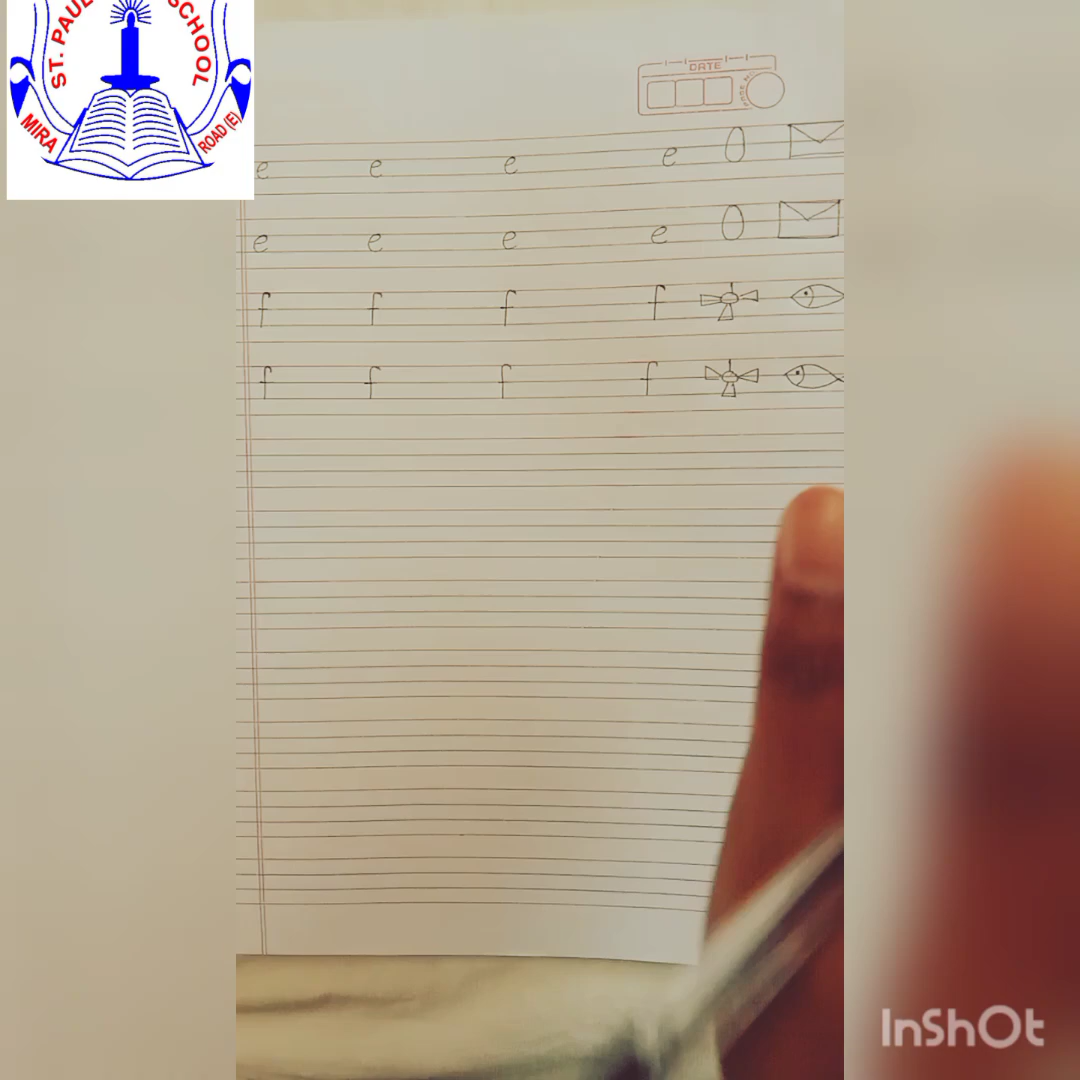 ST. PAUL SCHOOL
MIRA ROAD (E)
DATE
e e e e
e e e e
f f f f
f f f f
InShOt